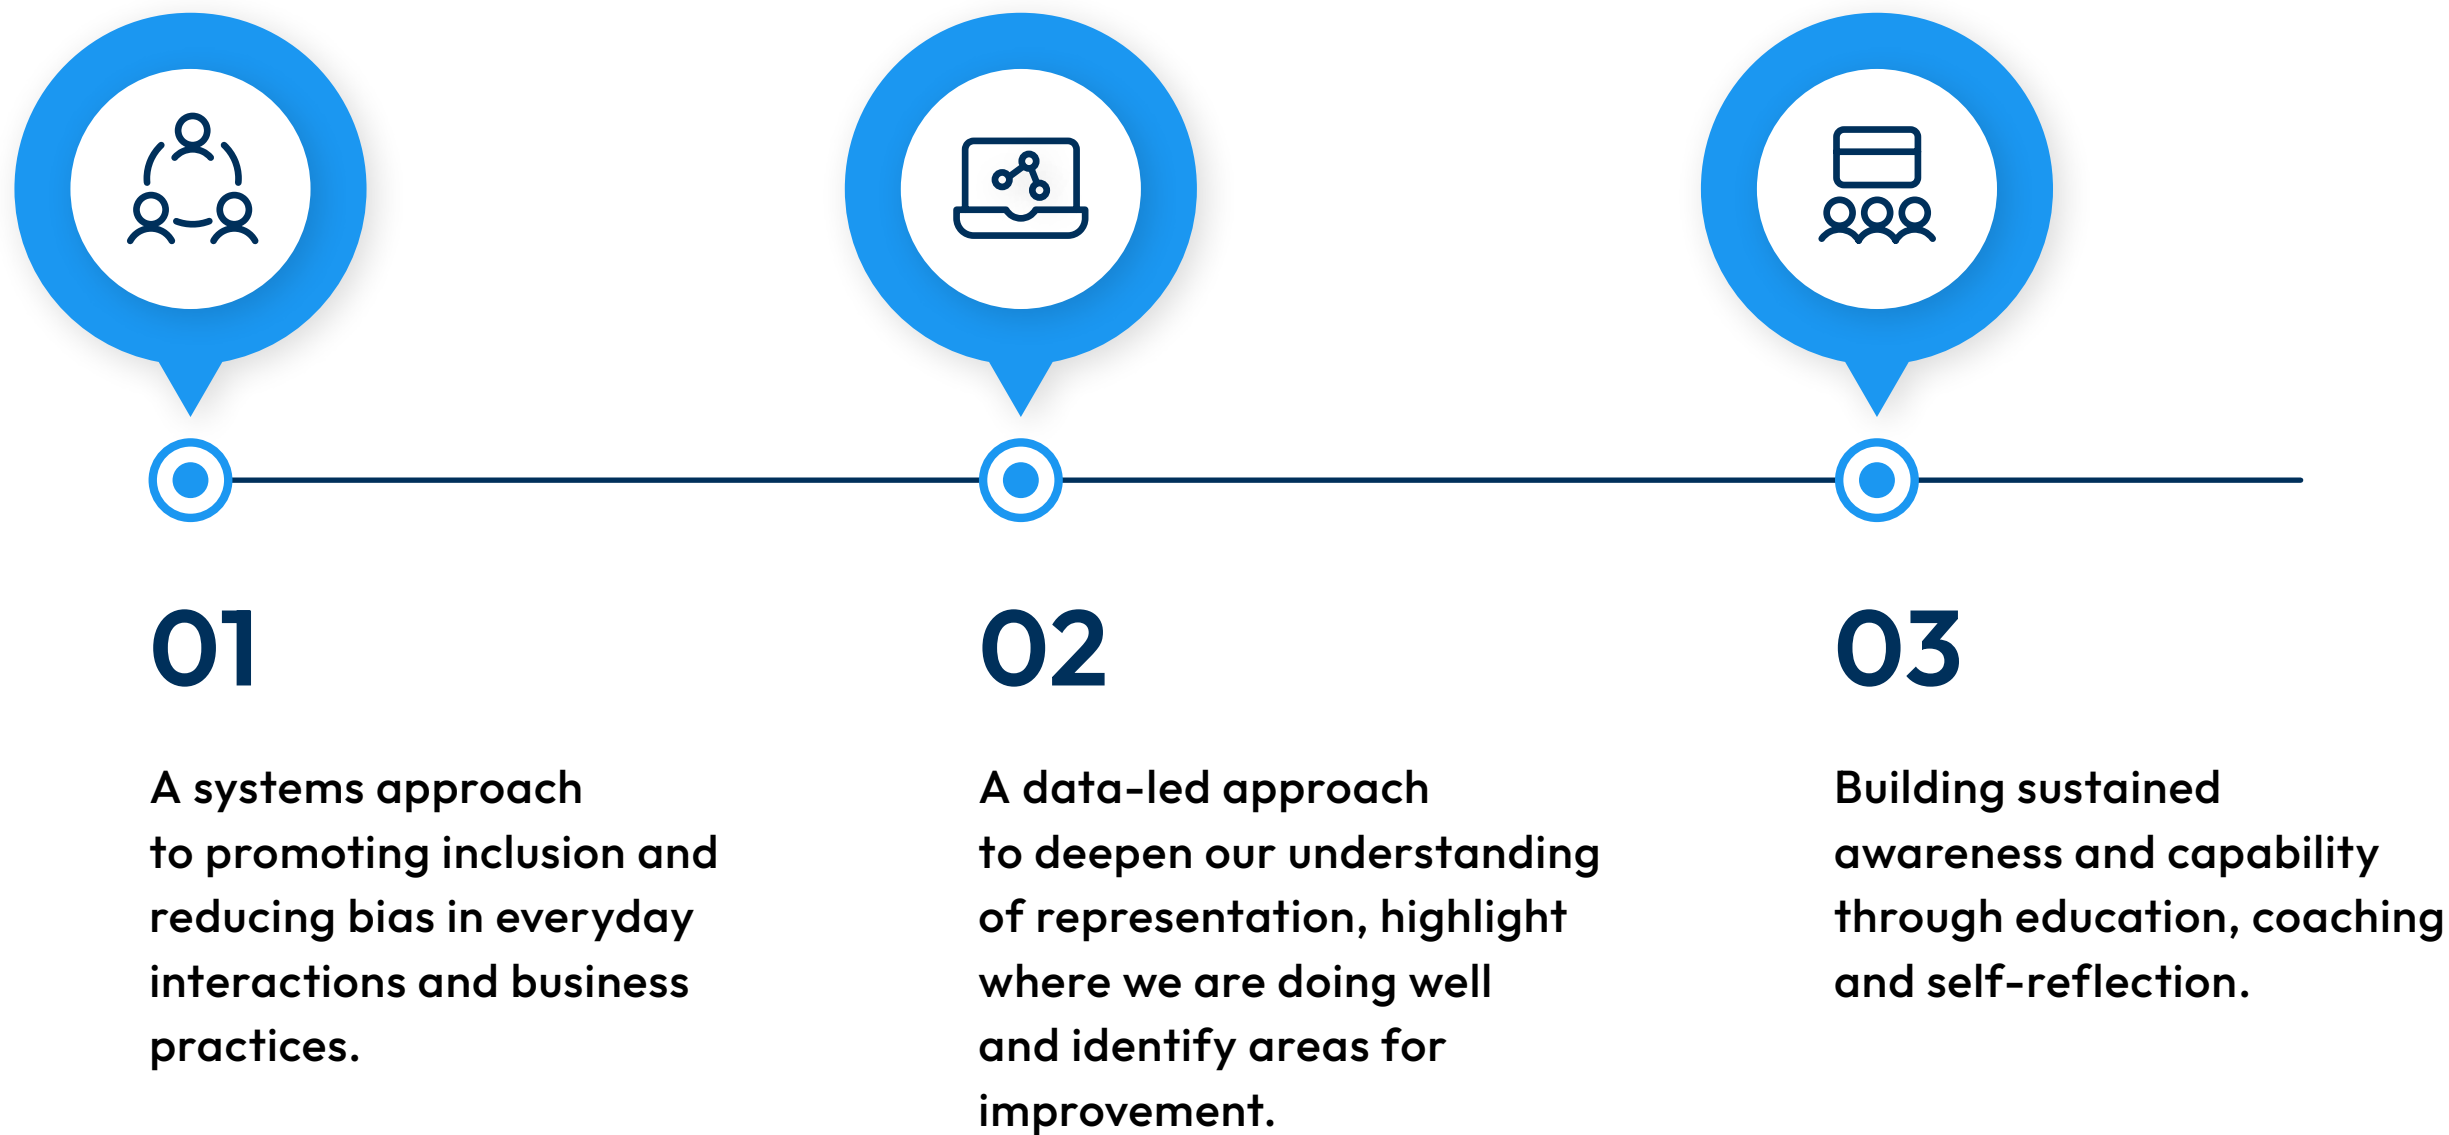 01
A systems approach
to promoting inclusion and
reducing bias in everyday
interactions and business
practices.
02
A data-led approach
to deepen our understanding
of representation, highlight
where we are doing well
and identify areas for
improvement.
03
Building sustained
awareness and capability
through education, coaching
and self-reflection.